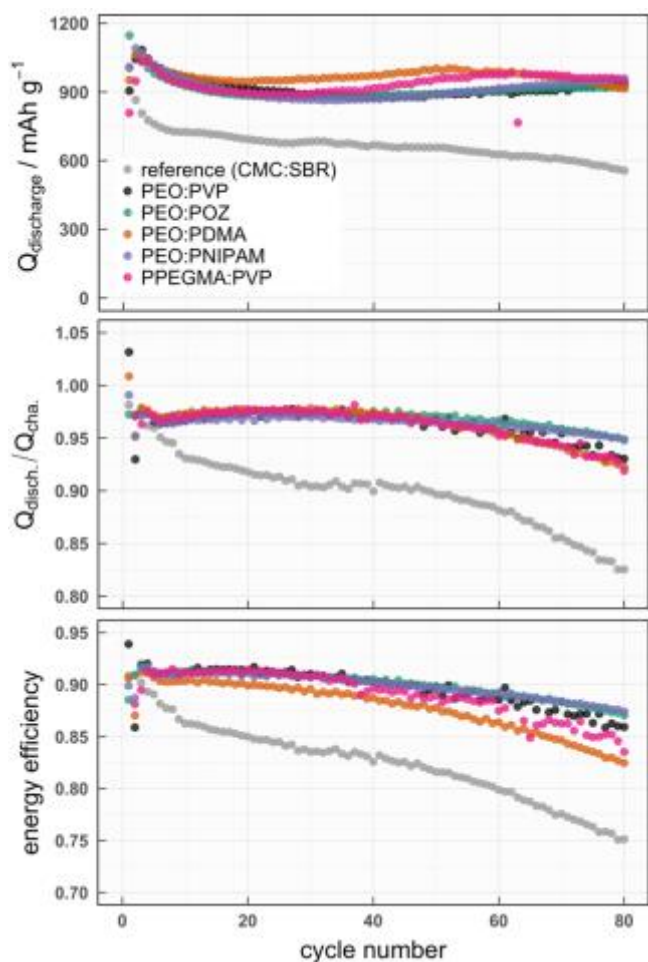 1200
900
600
300
0
Qdischarge / mAh g−1
reference (CMC:SBR)
PEO:PVP
PEO:POZ
PEO:PDMA
PEO:PNIPAM
PPEGMA:PVP
1.05
1.00
0.95
0.90
0.85
0.80
Qdisch./Qcha.
0.95
0.90
0.85
0.80
0.75
0.70
energy efficiency
0 20 40 60 80
cycle number